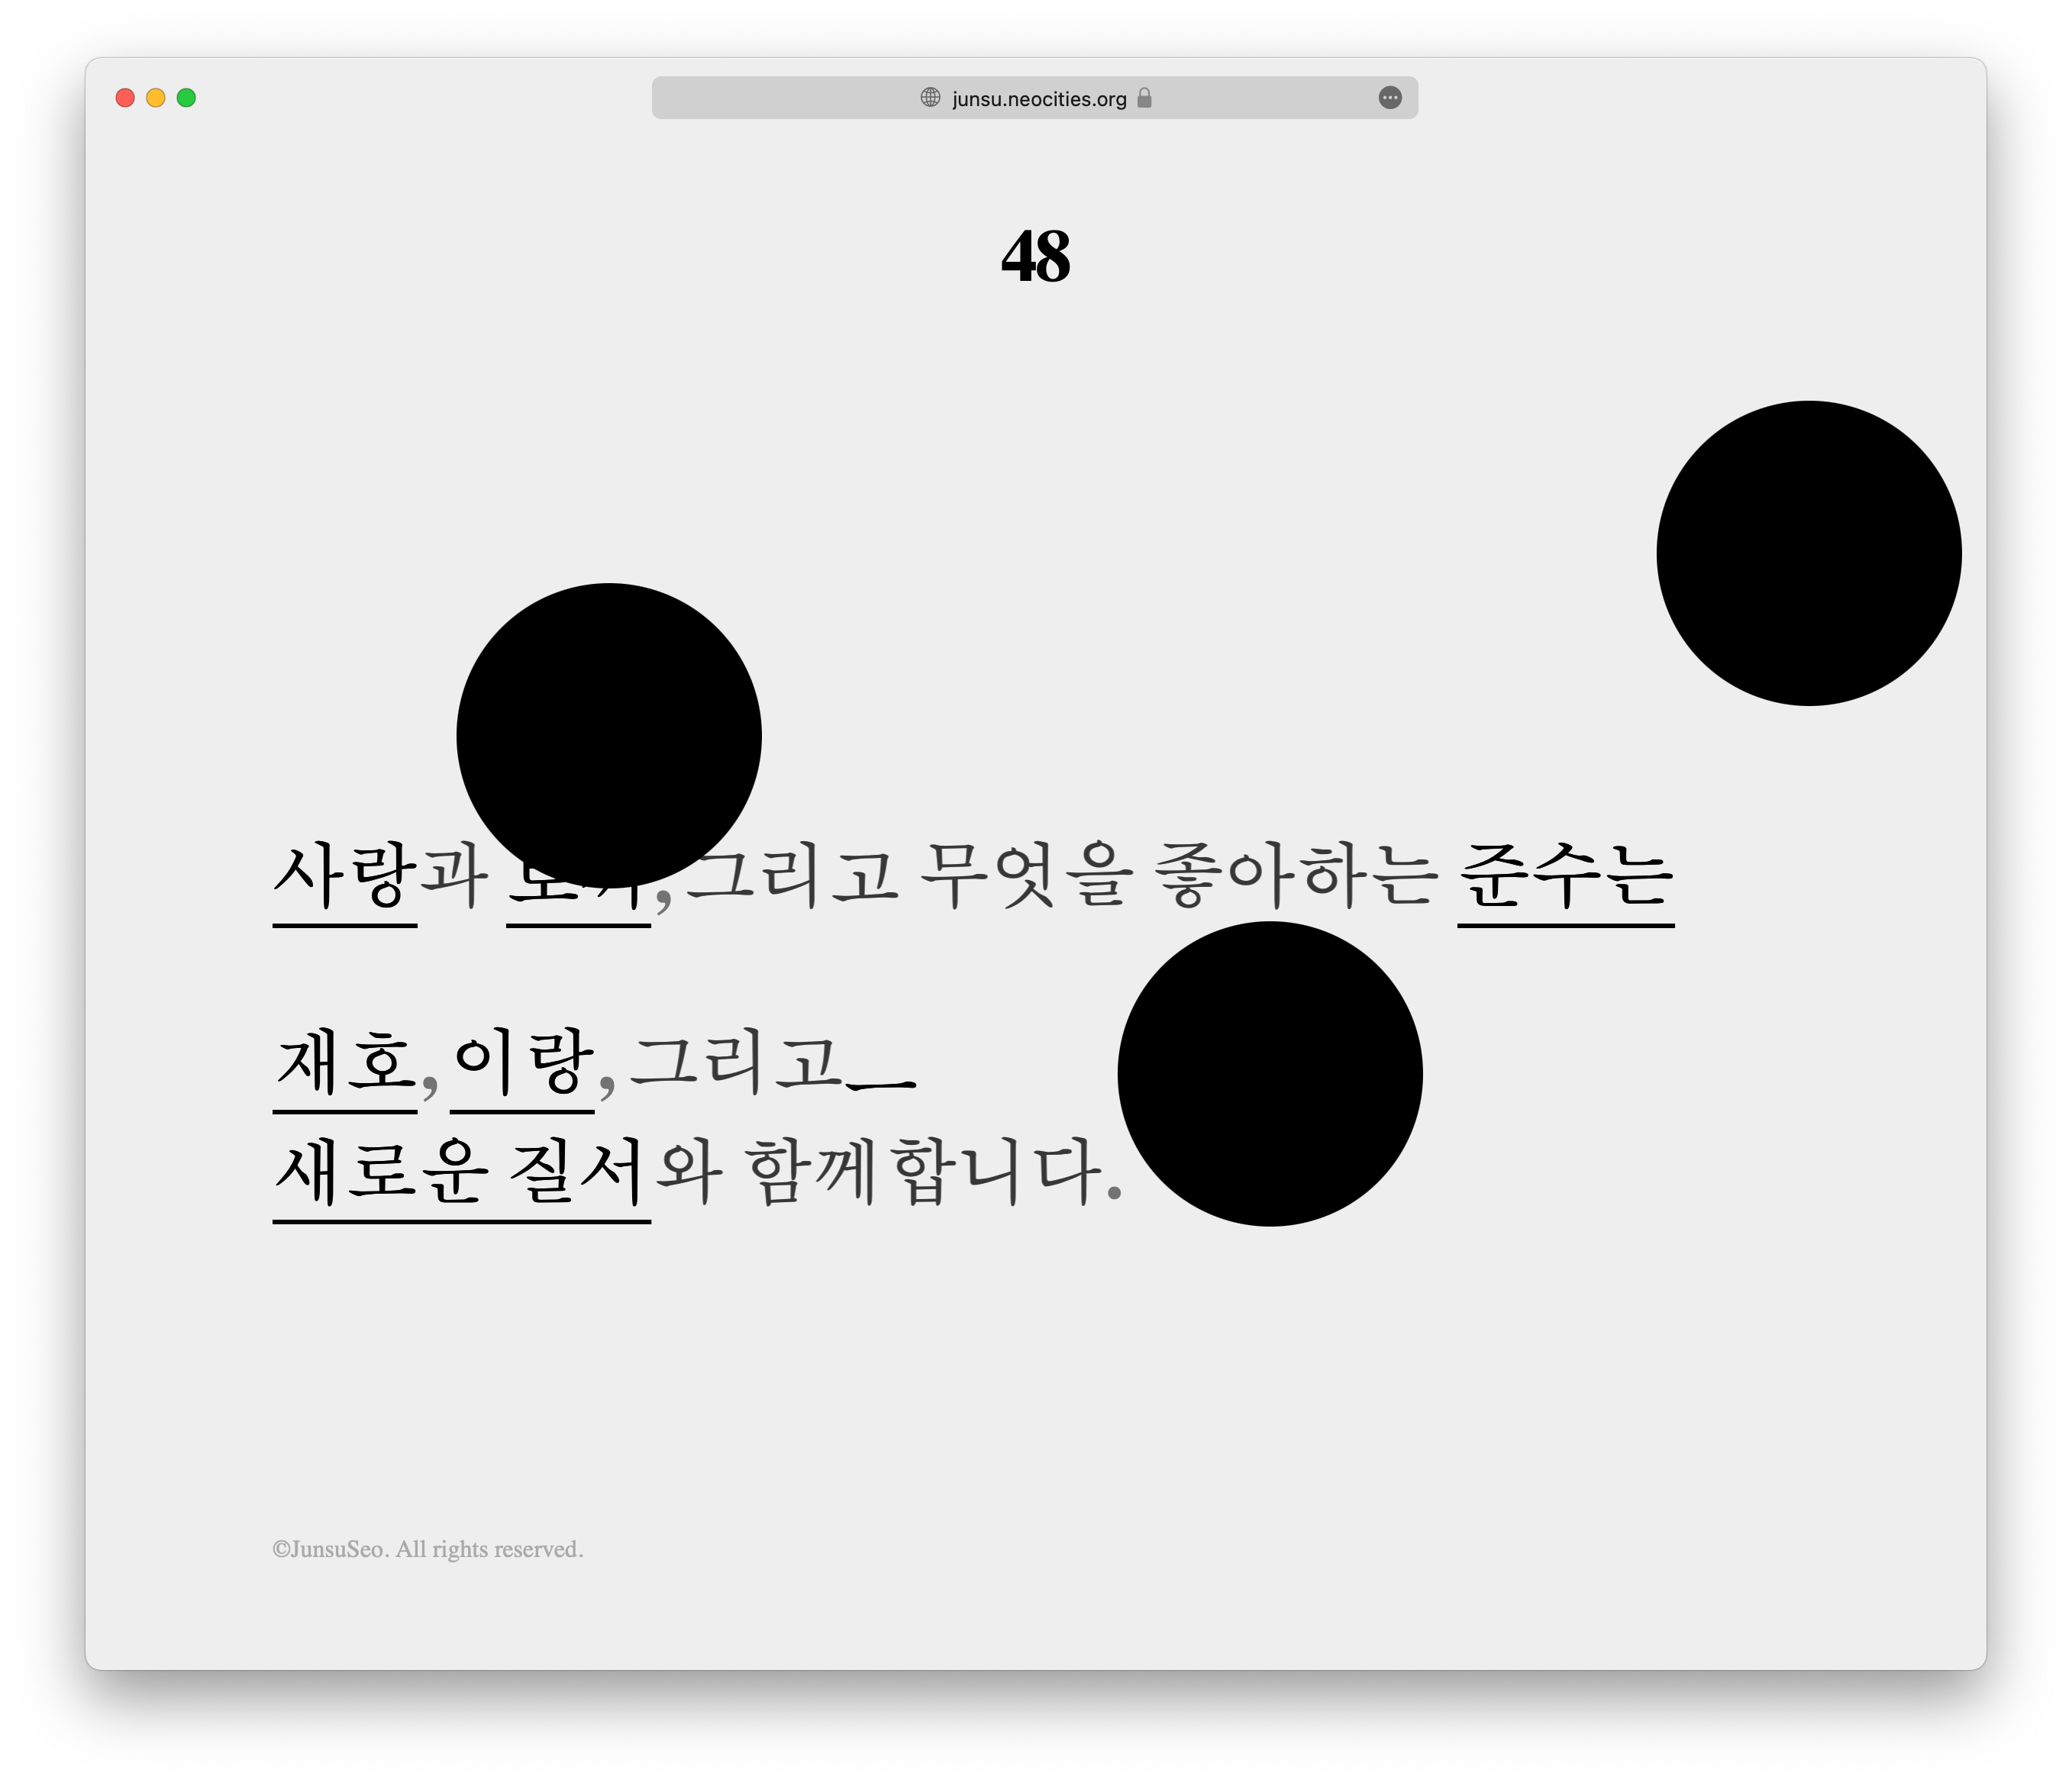 junsu.neocities.org
48
사랑과 , 그리고 무엇을 좋아하는 준수는
재호, 이랑, 그리고__
새로운 질서와 함께합니다.
©JunsuSeo. All rights reserved.